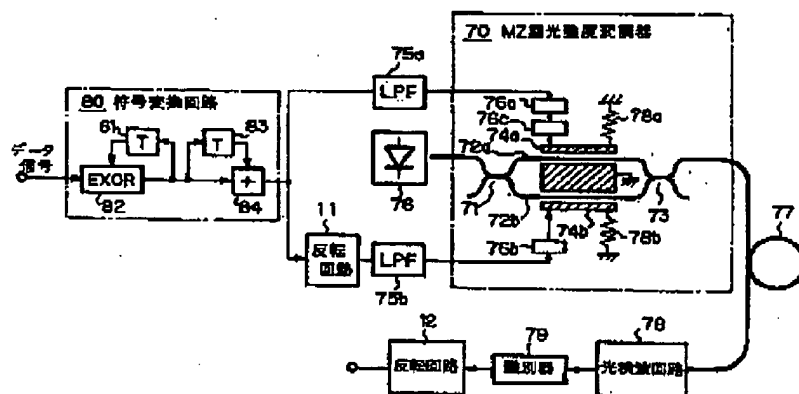 70 MZ型光強度変調器
75a
80 符号変換回路
LPF
76a
76c
78a
81
83
74a
T
T
72a
データ
信号
EXOR
+
82
84
76
71
73
72b
74b
78b
77
11
反転
回路
LPF
76b
75b
12
79
78
反転回路
識別器
光検波回路